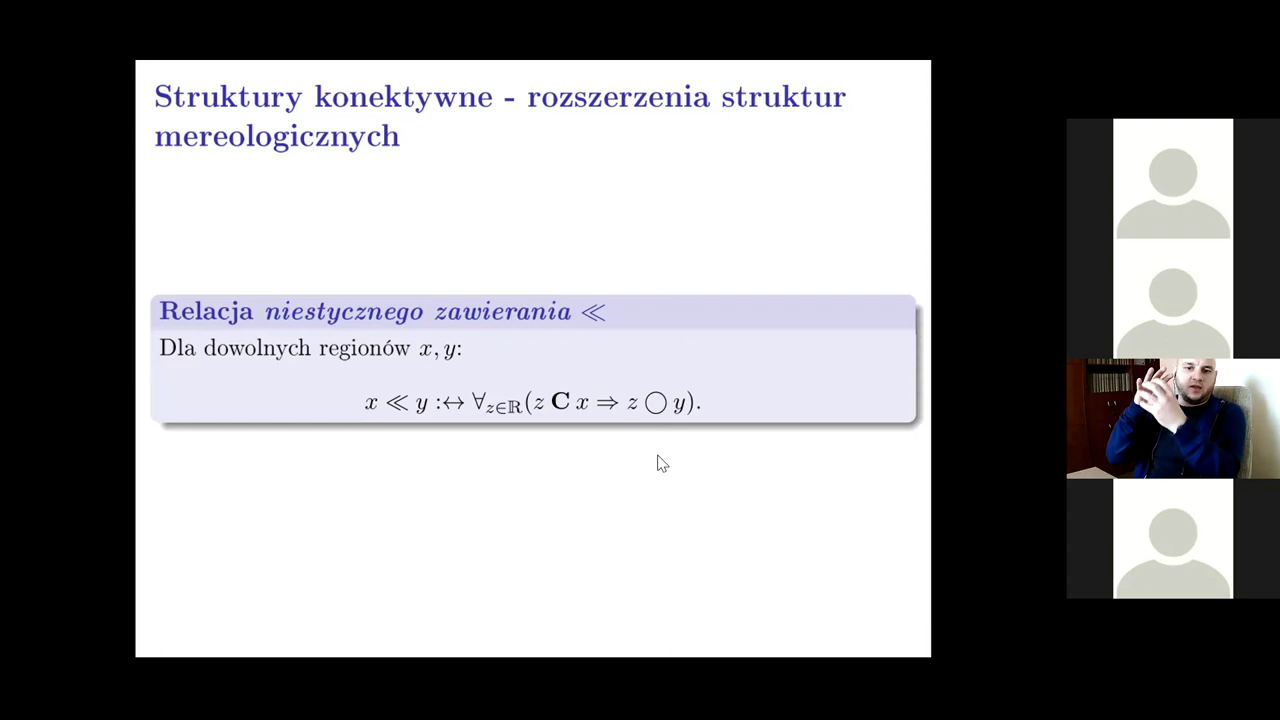 Struktury konektywne - rozszerzenia struktur
mereologicznych
Relacja niestycznego zawierania ≪
Dla dowolnych regionów x, y:
x ≪ y :↔ ∀z∈ℝ(z C x ⇒ z ◯ y).